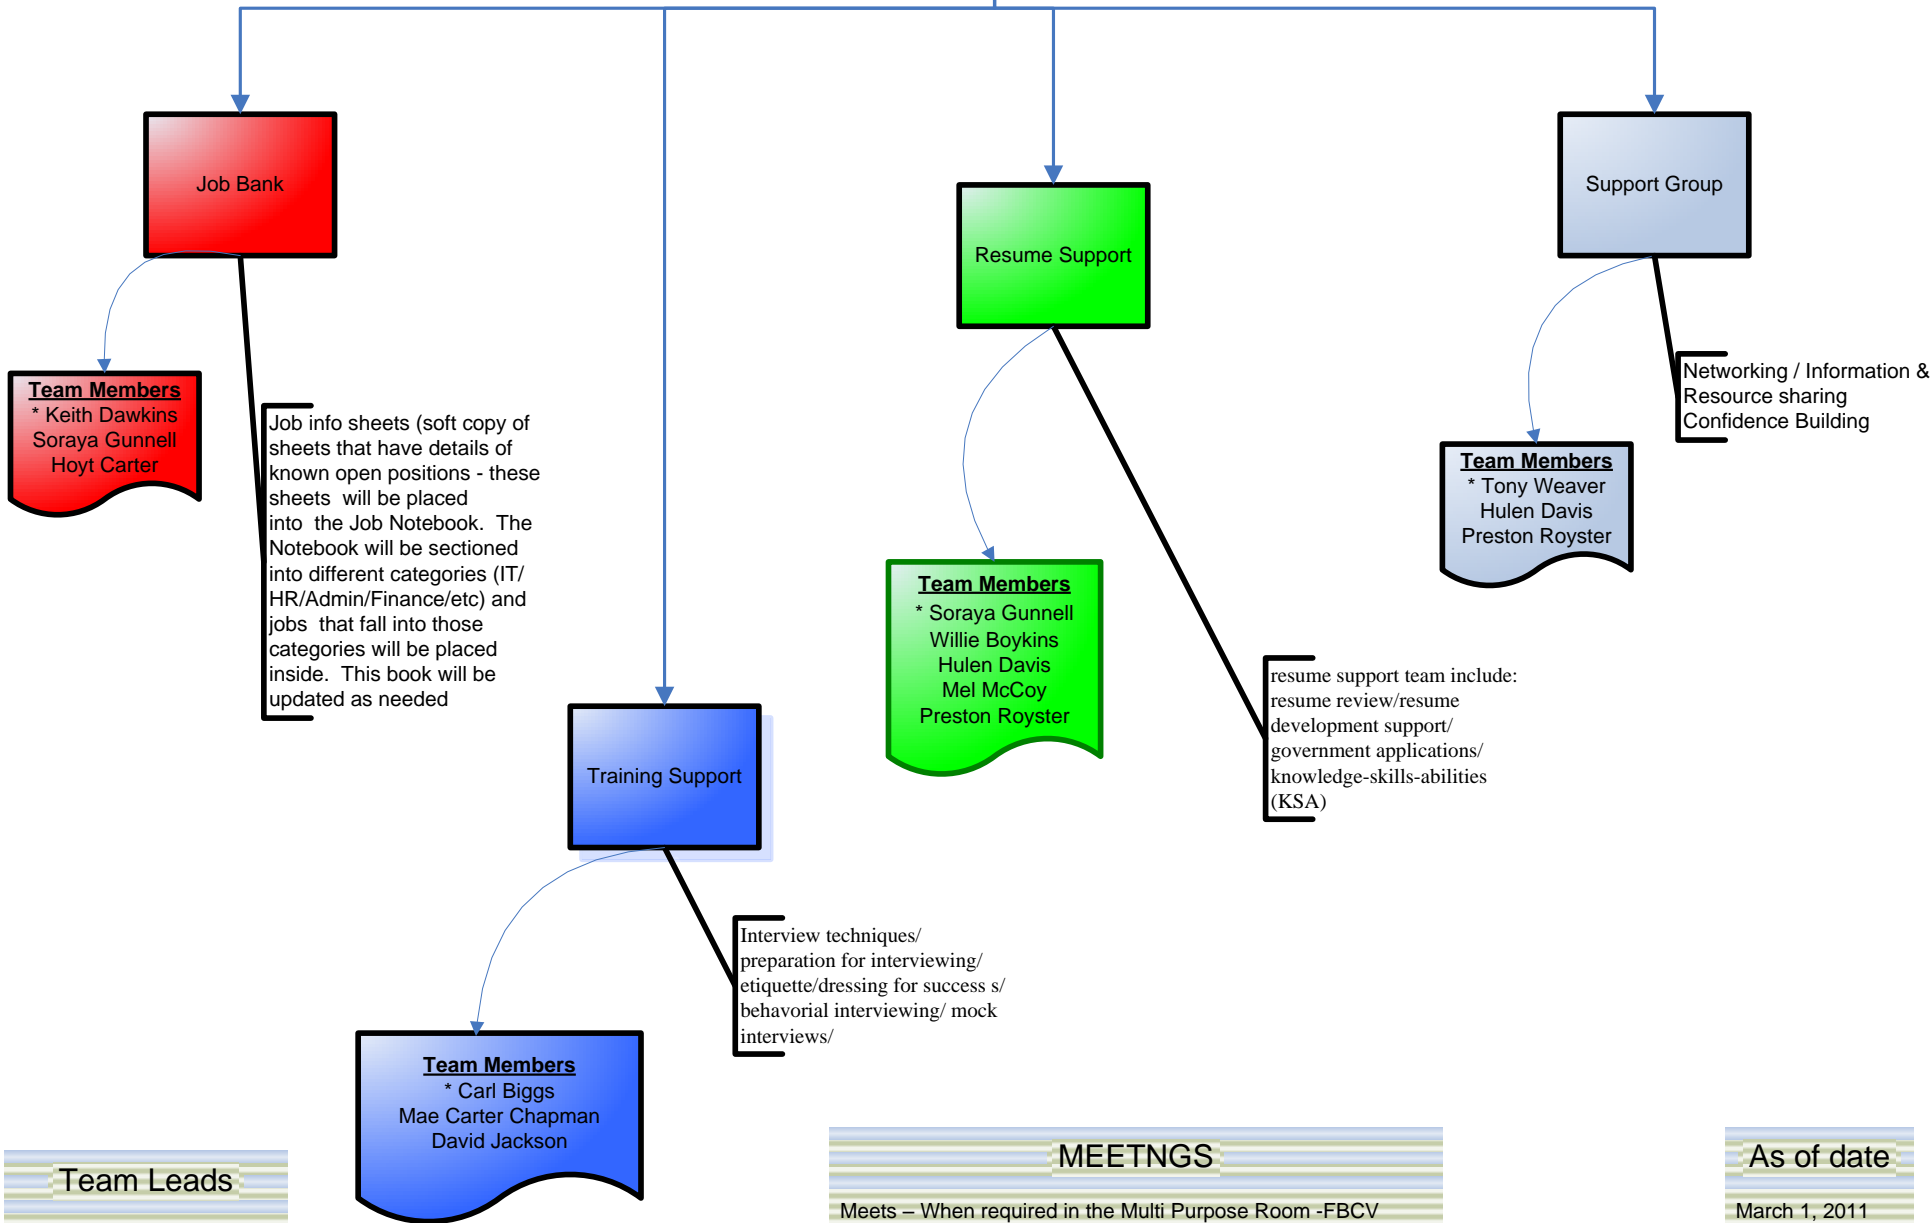 Job Bank
Team Members
* Keith Dawkins
Soraya Gunnell
Hoyt Carter
Job info sheets (soft copy of
sheets that have details of
known open positions - these
sheets  will be placed
into  the Job Notebook.  The
Notebook will be sectioned
into different categories (IT/
HR/Admin/Finance/etc) and
jobs  that fall into those
categories will be placed
inside.  This book will be
updated as needed
Training Support
Team Members
* Carl Biggs
Mae Carter Chapman
David Jackson
Interview techniques/
preparation for interviewing/
etiquette/dressing for success s/
behavorial interviewing/ mock
interviews/
Resume Support
Team Members
* Soraya Gunnell
Willie Boykins
Hulen Davis
Mel McCoy
Preston Royster
resume support team include:
resume review/resume
development support/
government applications/
knowledge-skills-abilities
(KSA)
Support Group
Team Members
* Tony Weaver
Hulen Davis
Preston Royster
Networking / Information &
Resource sharing
Confidence Building
Team Leads
MEETNGS
Meets – When required in the Multi Purpose Room -FBCV
As of date
March 1, 2011